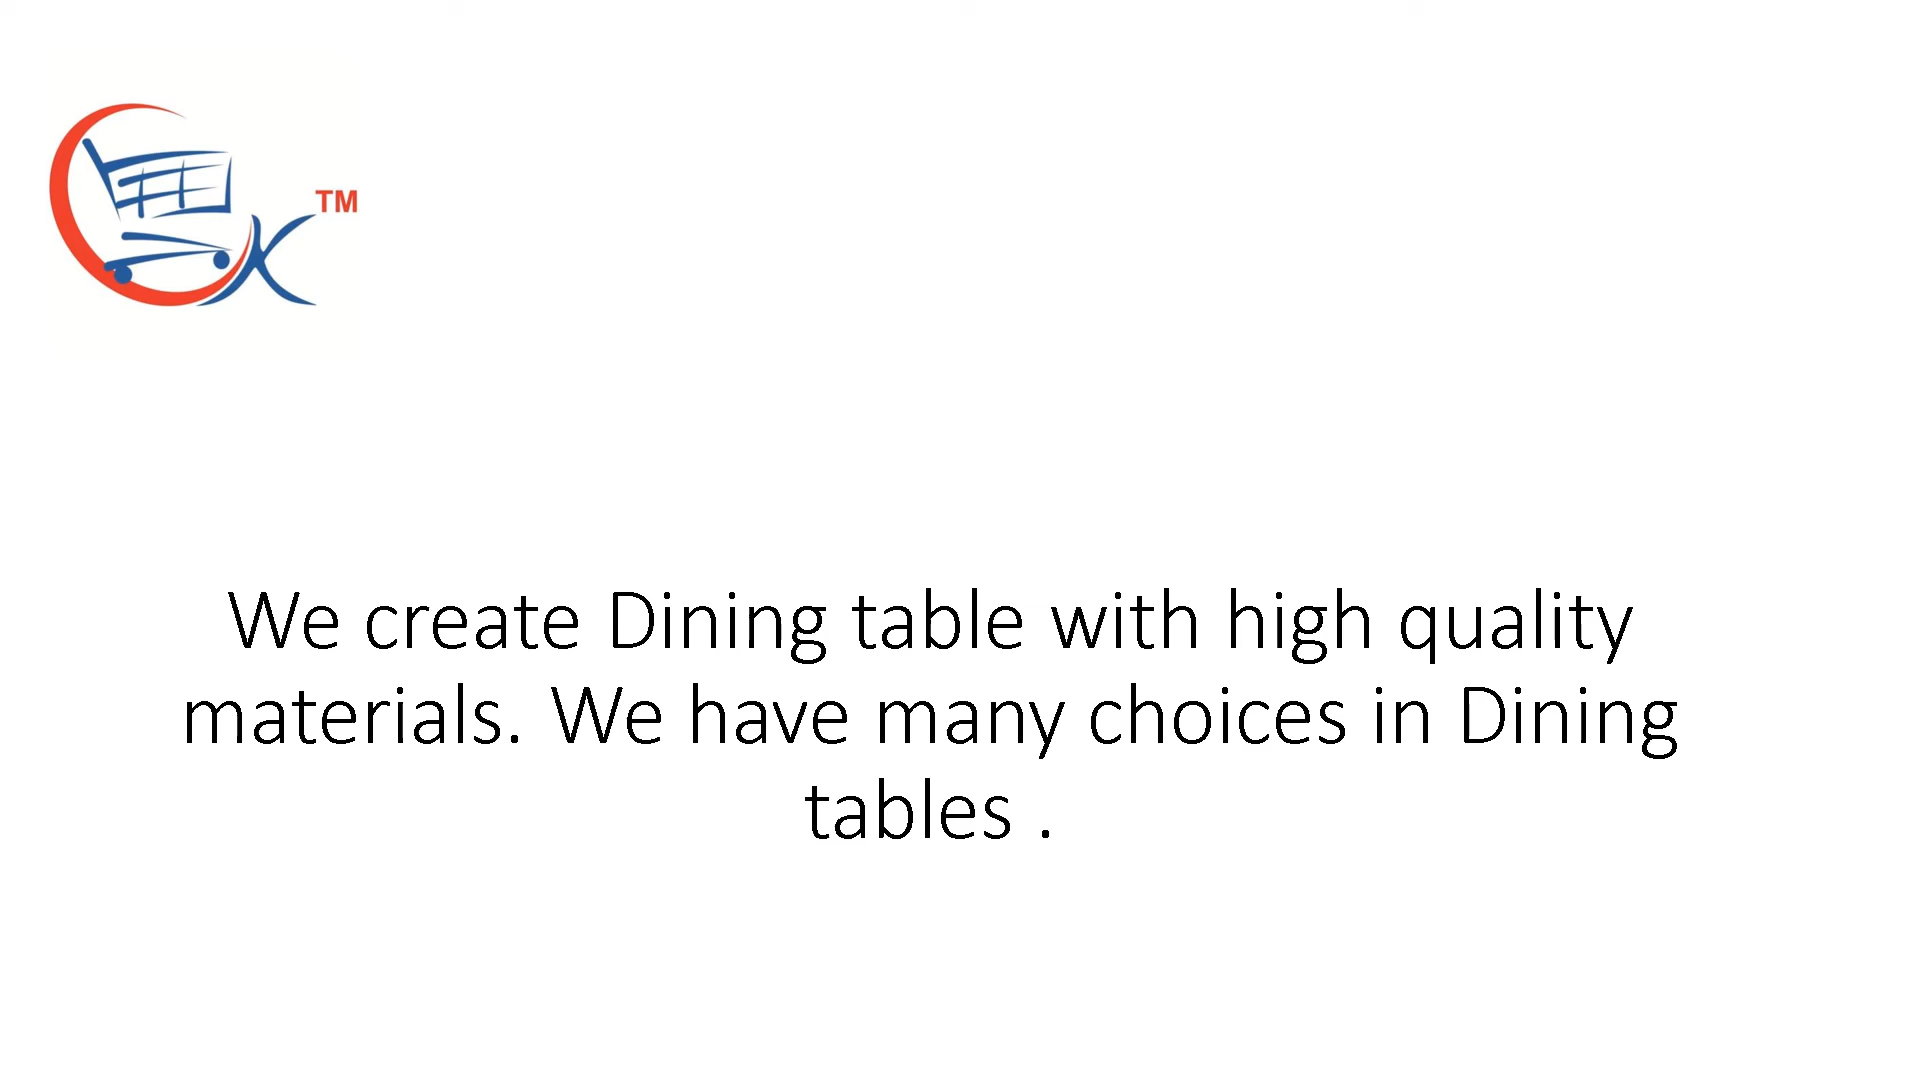 TM
We create Dining table with high quality
materials. We have many choices in Dining
tables .